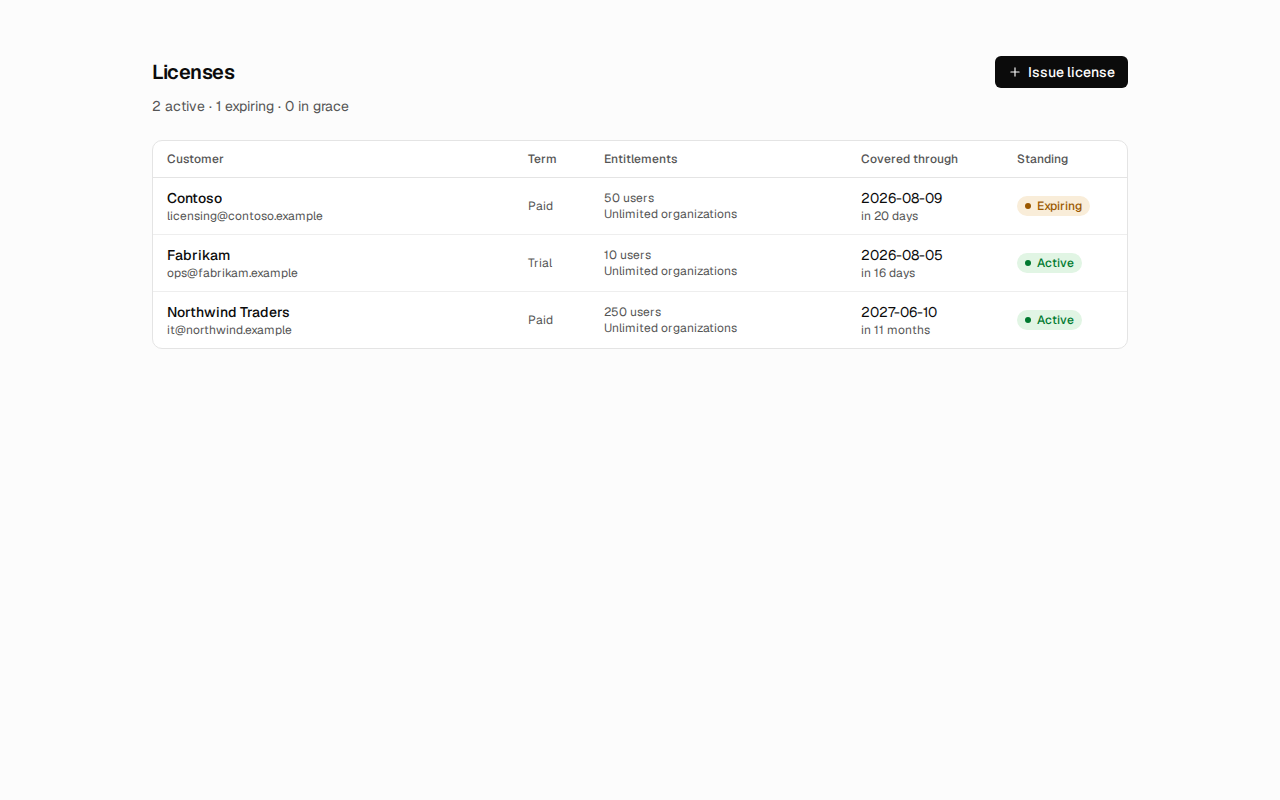 Licenses
+ Issue license
2 active · 1 expiring · 0 in grace
Customer Term Entitlements Covered through Standing
Contoso
licensing@contoso.example
Paid
50 users
Unlimited organizations
2026-08-09
in 20 days
Expiring
Fabrikam
ops@fabrikam.example
Trial
10 users
Unlimited organizations
2026-08-05
in 16 days
Active
Northwind Traders
it@northwind.example
Paid
250 users
Unlimited organizations
2027-06-10
in 11 months
Active